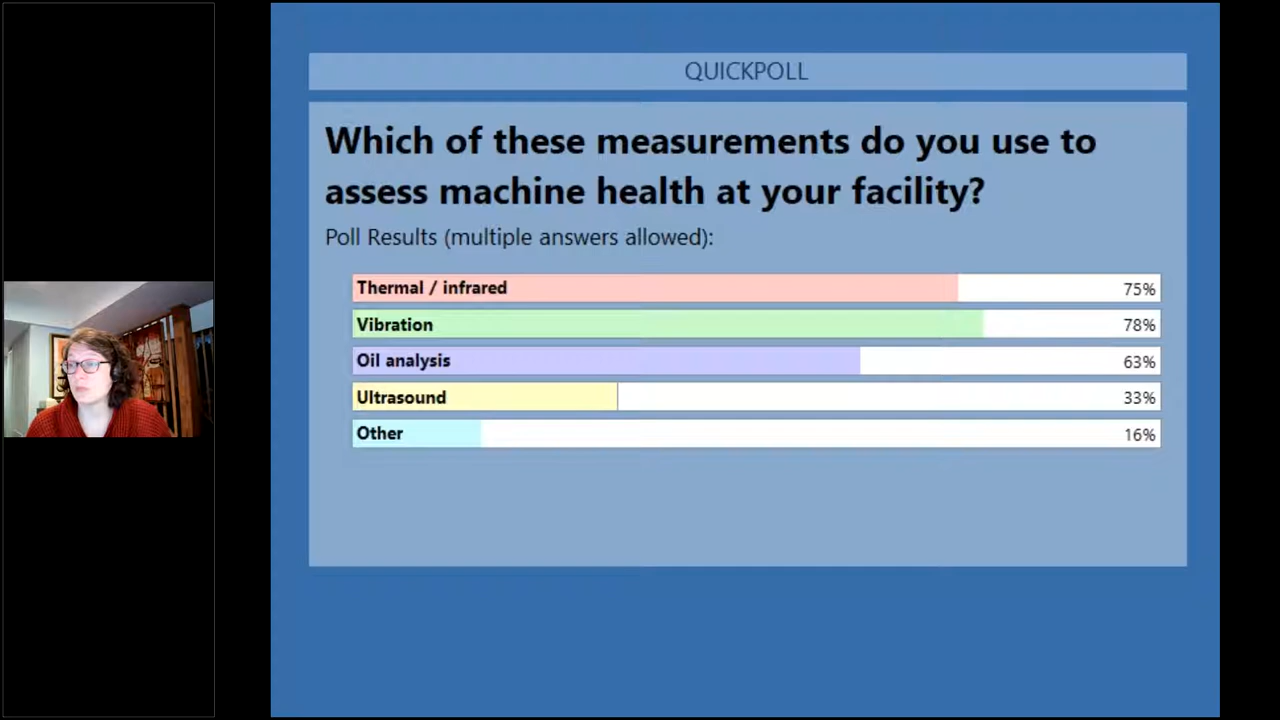 QUICKPOLL
Which of these measurements do you use to
assess machine health at your facility?
Poll Results (multiple answers allowed):
Thermal / infrared 75%
Vibration 78%
Oil analysis 63%
Ultrasound 33%
Other 16%